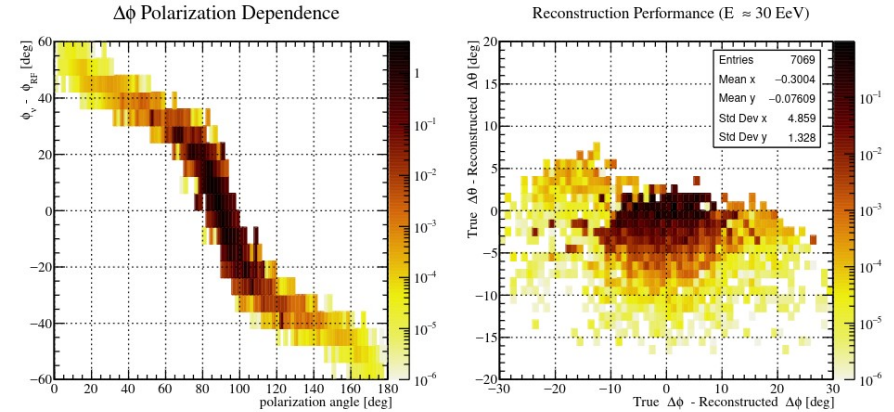 Δϕ Polarization Dependence
ϕν - ϕRF [deg]
60
40
20
0
−20
−40
−60
0 20 40 60 80 100 120 140 160 180
polarization angle [deg]
1
10−1
10−2
10−3
10−4
10−5
10−6
Reconstruction Performance (E ≈ 30 EeV)
True Δθ - Reconstructed Δθ [deg]
20
15
10
5
0
−5
−10
−15
−20
−30 −20 −10 0 10 20 30
True Δϕ - Reconstructed Δϕ [deg]
Entries 7069
Mean x −0.3004
Mean y −0.07609
Std Dev x 4.859
Std Dev y 1.328
10−1
10−2
10−3
10−4
10−5
10−6